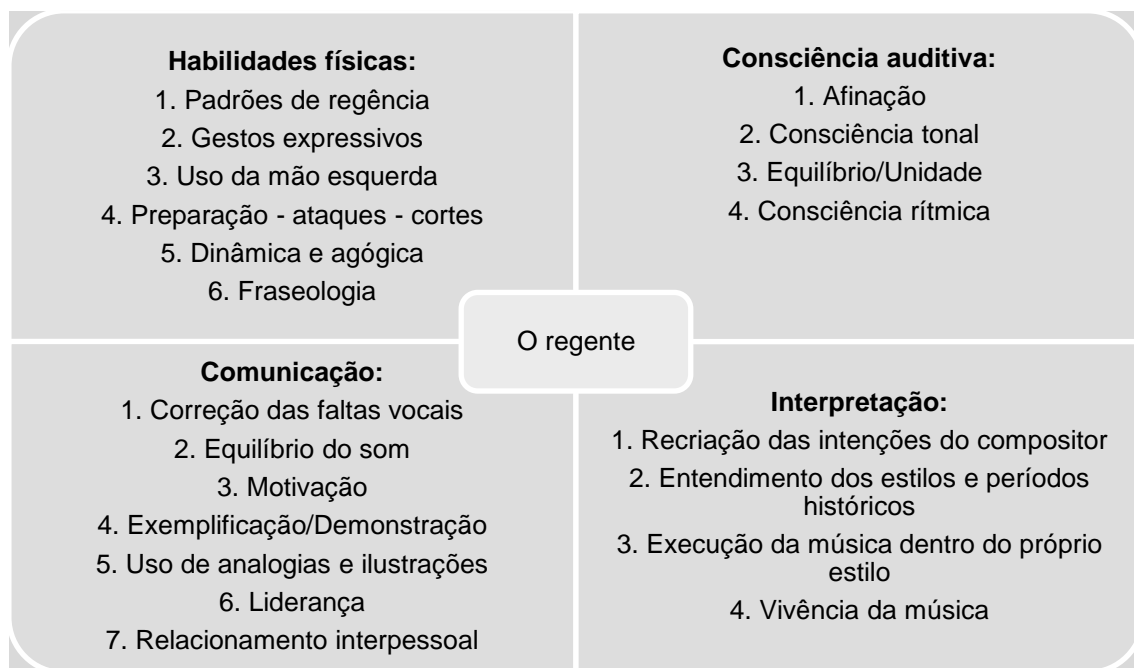 Habilidades físicas:
1. Padrões de regência
2. Gestos expressivos
3. Uso da mão esquerda
4. Preparação - ataques - cortes
5. Dinâmica e agógica
6. Fraseologia
Consciência auditiva:
1. Afinação
2. Consciência tonal
3. Equilíbrio/Unidade
4. Consciência rítmica
O regente
Comunicação:
1. Correção das faltas vocais
2. Equilíbrio do som
3. Motivação
4. Exemplificação/Demonstração
5. Uso de analogias e ilustrações
6. Liderança
7. Relacionamento interpessoal
Interpretação:
1. Recriação das intenções do compositor
2. Entendimento dos estilos e períodos
históricos
3. Execução da música dentro do próprio
estilo
4. Vivência da música